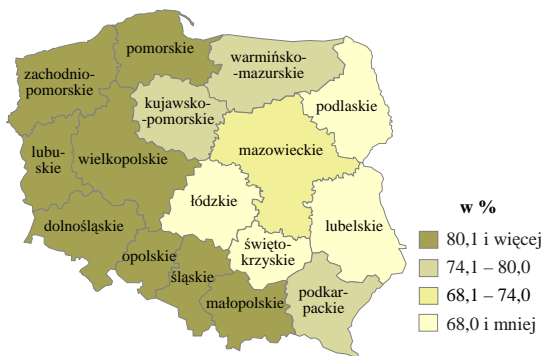 pomorskie
warmińsko-
-mazurskie
zachodnio-
pomorskie
podlaskie
kujawsko-
-pomorskie
lubu-
skie
wielkopolskie
mazowieckie
łódzkie
lubelskie
dolnośląskie
święto-
krzyskie
opolskie
śląskie
małopolskie
podkar-
packie
w %
80,1 i więcej
74,1 – 80,0
68,1 – 74,0
68,0 i mniej